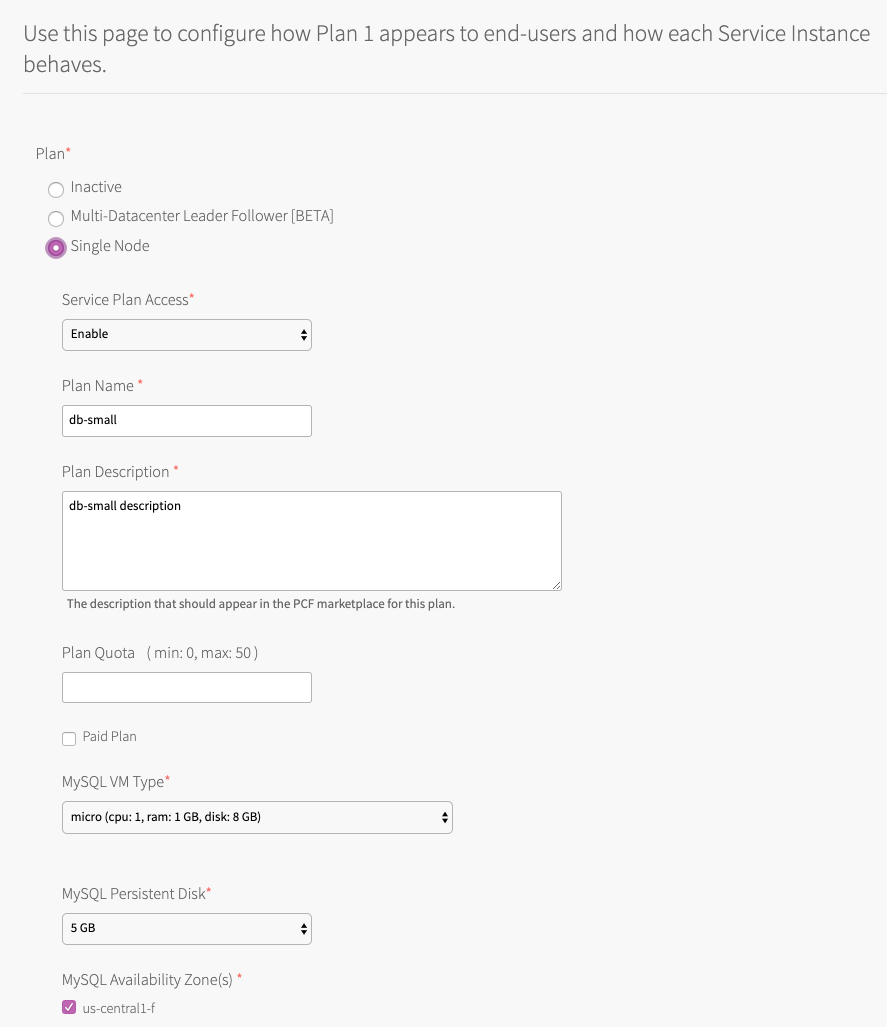 Use this page to configure how Plan 1 appears to end-users and how each Service Instance
behaves.
Plan*
Inactive
Multi-Datacenter Leader Follower [BETA]
Single Node
Service Plan Access*
Enable
Plan Name *
db-small
Plan Description *
db-small description
The description that should appear in the PCF marketplace for this plan.
Plan Quota ( min: 0, max: 50 )
Paid Plan
MySQL VM Type*
micro (cpu: 1, ram: 1 GB, disk: 8 GB)
MySQL Persistent Disk*
5 GB
MySQL Availability Zone(s) *
us-central1-f